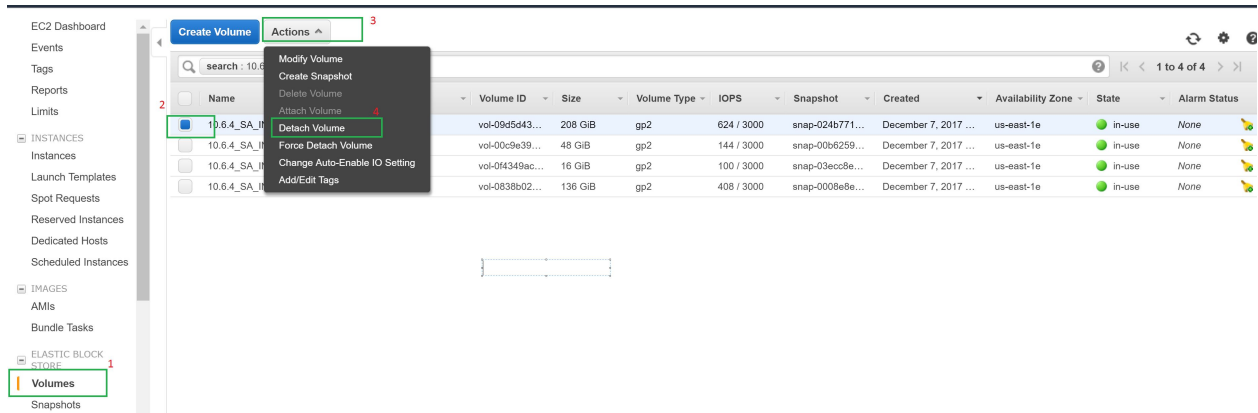 EC2 Dashboard
Events
Tags
Reports
Limits
INSTANCES
Instances
Launch Templates
Spot Requests
Reserved Instances
Dedicated Hosts
Scheduled Instances
IMAGES
AMIs
Bundle Tasks
ELASTIC BLOCK
STORE 1
Volumes
Snapshots
Create Volume Actions 3
search : 10.6 1 to 4 of 4
Modify Volume
Create Snapshot
Delete Volume
Attach Volume 4
Detach Volume
Force Detach Volume
Change Auto-Enable IO Setting
Add/Edit Tags
2 Name Volume ID Size Volume Type IOPS Snapshot Created Availability Zone State Alarm Status
10.6.4_SA_IN vol-09d5d43... 208 GiB gp2 624 / 3000 snap-024b771... December 7, 2017 ... us-east-1e in-use None
10.6.4_SA_IN vol-00c9e39... 48 GiB gp2 144 / 3000 snap-00b6259... December 7, 2017 ... us-east-1e in-use None
10.6.4_SA_IN vol-0f4349ac... 16 GiB gp2 100 / 3000 snap-03ecc8e... December 7, 2017 ... us-east-1e in-use None
10.6.4_SA_IN vol-0838b02... 136 GiB gp2 408 / 3000 snap-0008e8e... December 7, 2017 ... us-east-1e in-use None